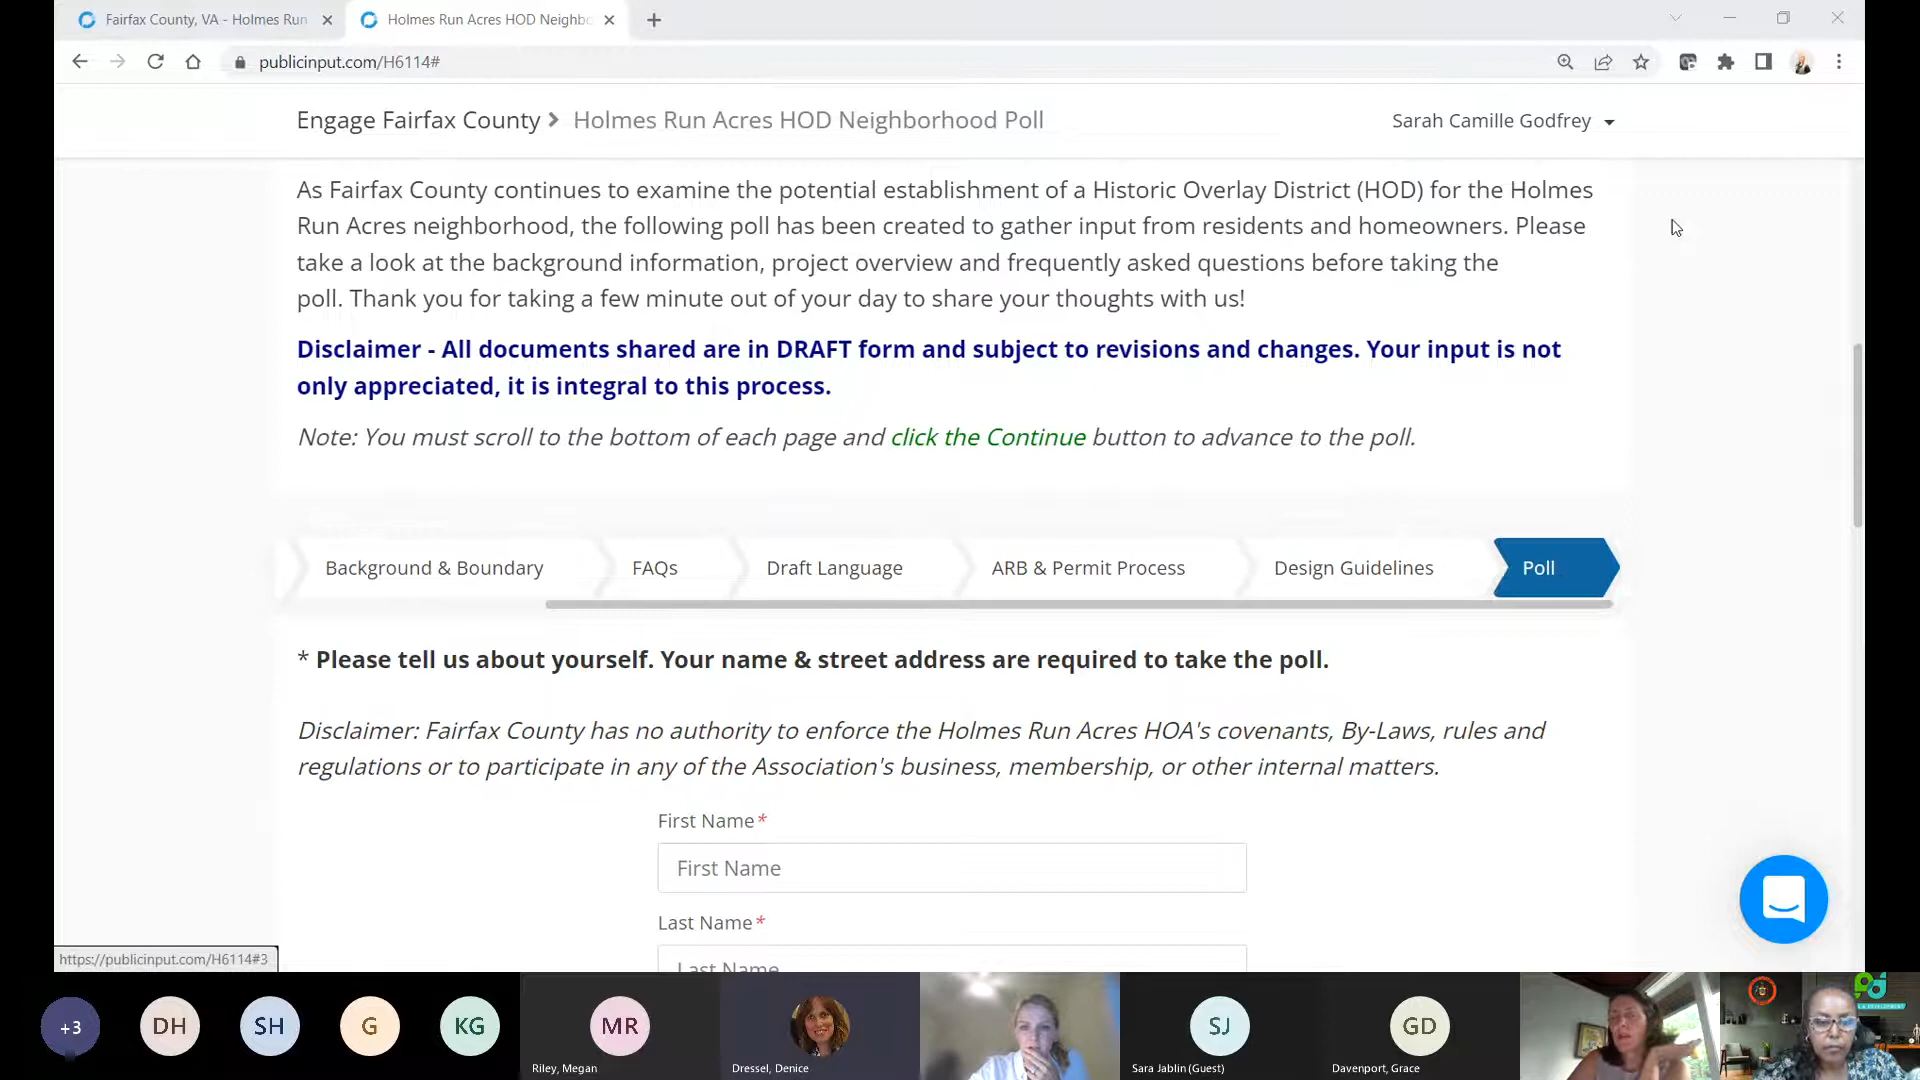 Fairfax County, VA - Holmes Run
Holmes Run Acres HOD Neighbo
publicinput.com/H6114#
Engage Fairfax County > Holmes Run Acres HOD Neighborhood Poll
Sarah Camille Godfrey
As Fairfax County continues to examine the potential establishment of a Historic Overlay District (HOD) for the Holmes
Run Acres neighborhood, the following poll has been created to gather input from residents and homeowners. Please
take a look at the background information, project overview and frequently asked questions before taking the
poll. Thank you for taking a few minute out of your day to share your thoughts with us!
Disclaimer - All documents shared are in DRAFT form and subject to revisions and changes. Your input is not
only appreciated, it is integral to this process.
Note: You must scroll to the bottom of each page and click the Continue button to advance to the poll.
Background & Boundary
FAQs
Draft Language
ARB & Permit Process
Design Guidelines
Poll
* Please tell us about yourself. Your name & street address are required to take the poll.
Disclaimer: Fairfax County has no authority to enforce the Holmes Run Acres HOA's covenants, By-Laws, rules and
regulations or to participate in any of the Association's business, membership, or other internal matters.
First Name*
First Name
Last Name*
Last Name
https://publicinput.com/H6114#3
+3
DH
SH
G
KG
MR
Riley, Megan
Dressel, Denice
SJ
Sara Jablin (Guest)
GD
Davenport, Grace
pd